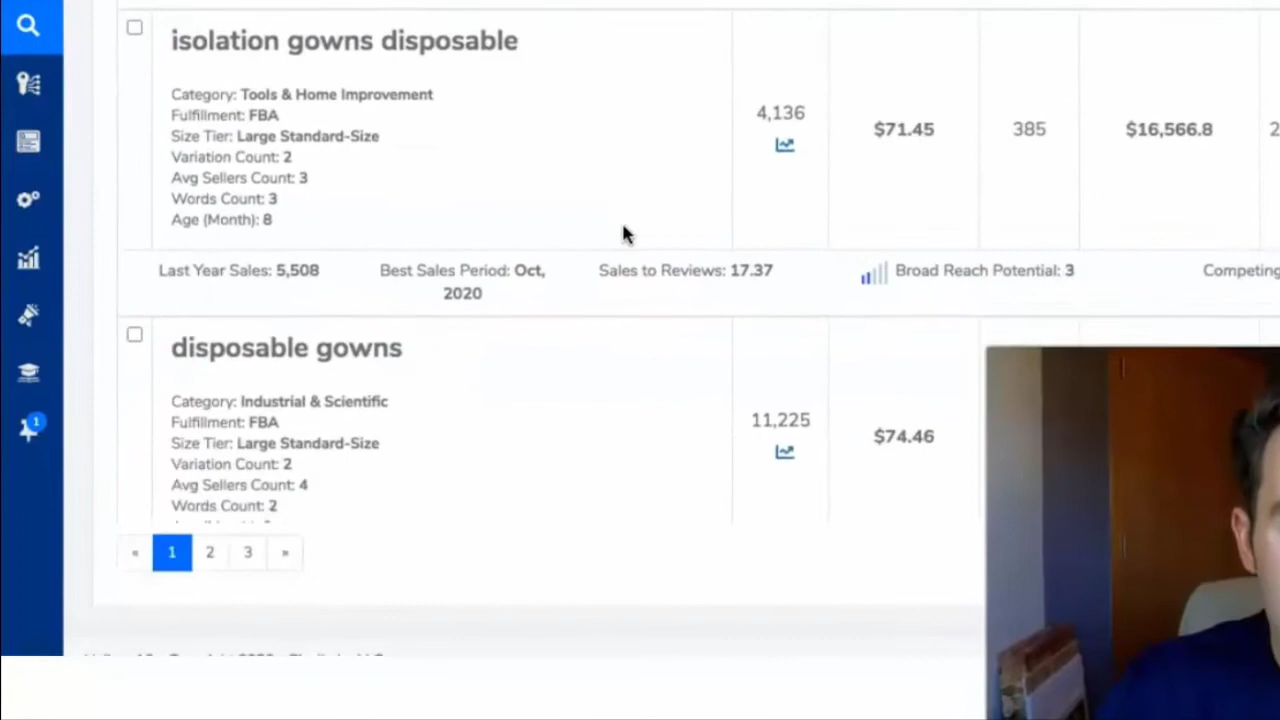 isolation gowns disposable
Category: Tools & Home Improvement
Fulfillment: FBA
Size Tier: Large Standard-Size
Variation Count: 2
Avg Sellers Count: 3
Words Count: 3
Age (Month): 8
4,136
$71.45
385
$16,566.8
2
Last Year Sales: 5,508
Best Sales Period: Oct,
2020
Sales to Reviews: 17.37
Broad Reach Potential: 3
Competing
disposable gowns
Category: Industrial & Scientific
Fulfillment: FBA
Size Tier: Large Standard-Size
Variation Count: 2
Avg Sellers Count: 4
Words Count: 2
11,225
$74.46
« 1 2 3 »
1